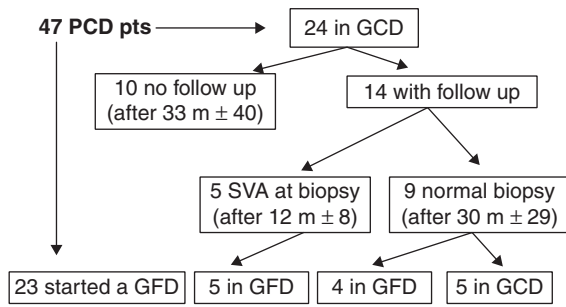 47 PCD pts
24 in GCD
10 no follow up
(after 33 m ± 40)
14 with follow up
5 SVA at biopsy
(after 12 m ± 8)
9 normal biopsy
(after 30 m ± 29)
23 started a GFD
5 in GFD
4 in GFD
5 in GCD